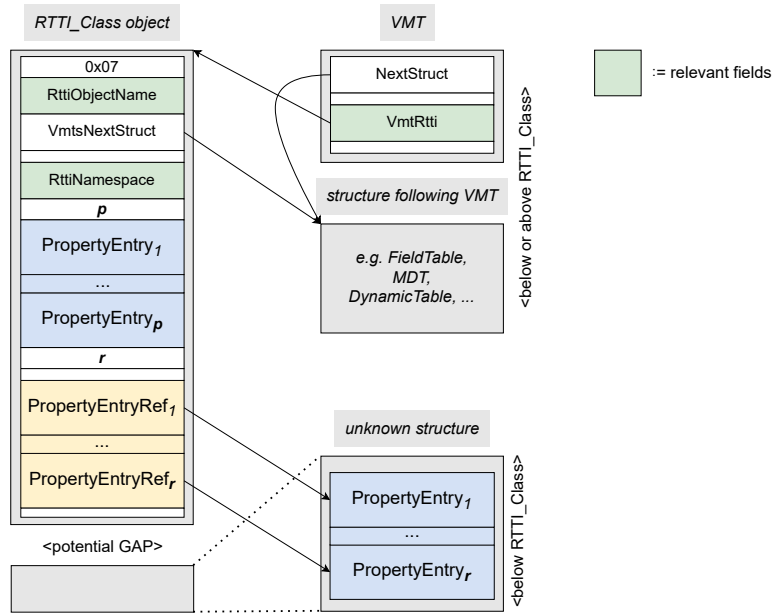 RTTI_Class object
0x07
RttiObjectName
VmtsNextStruct
RttiNamespace
p
PropertyEntry1
...
PropertyEntryp
r
PropertyEntryRef1
...
PropertyEntryRefr
<potential GAP>
VMT
NextStruct
VmtRtti
structure following VMT
e.g. FieldTable,
MDT,
DynamicTable, ...
<below or above RTTI_Class>
unknown structure
PropertyEntry1
...
PropertyEntryr
<below RTTI_Class>
:= relevant fields